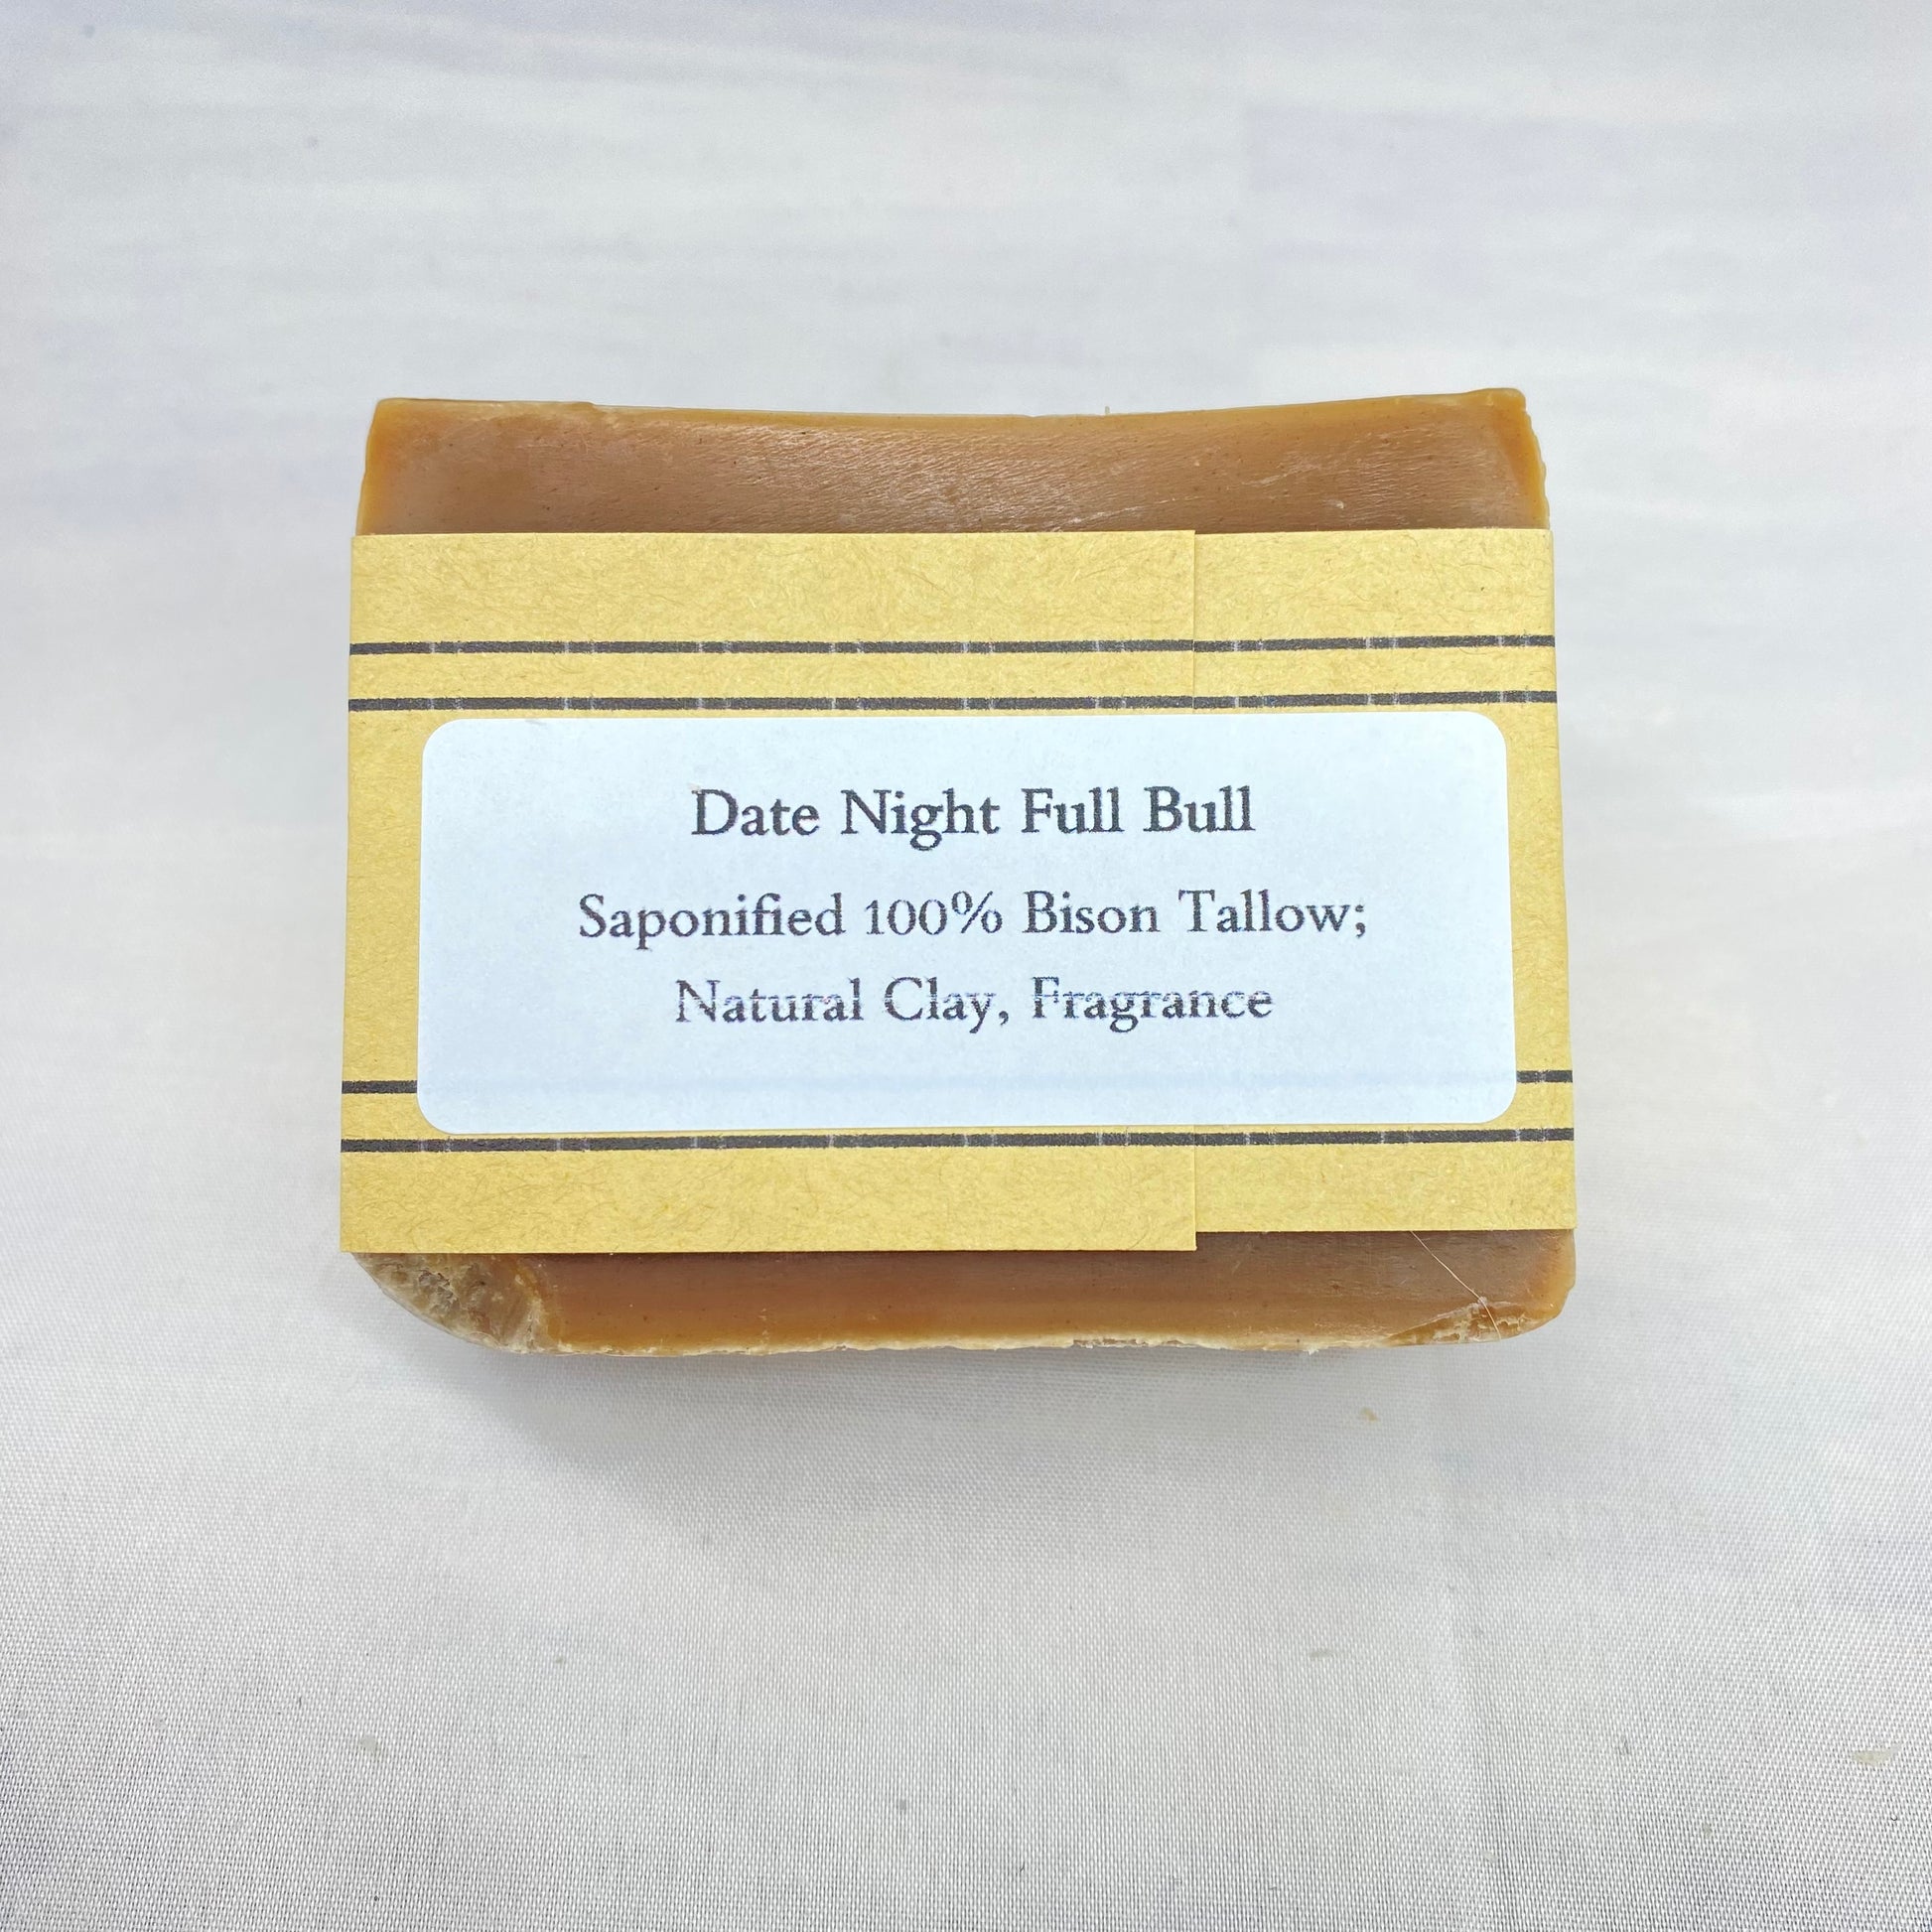 Date Night Full Bull
Saponified 100% Bison Tallow;
Natural Clay, Fragrance